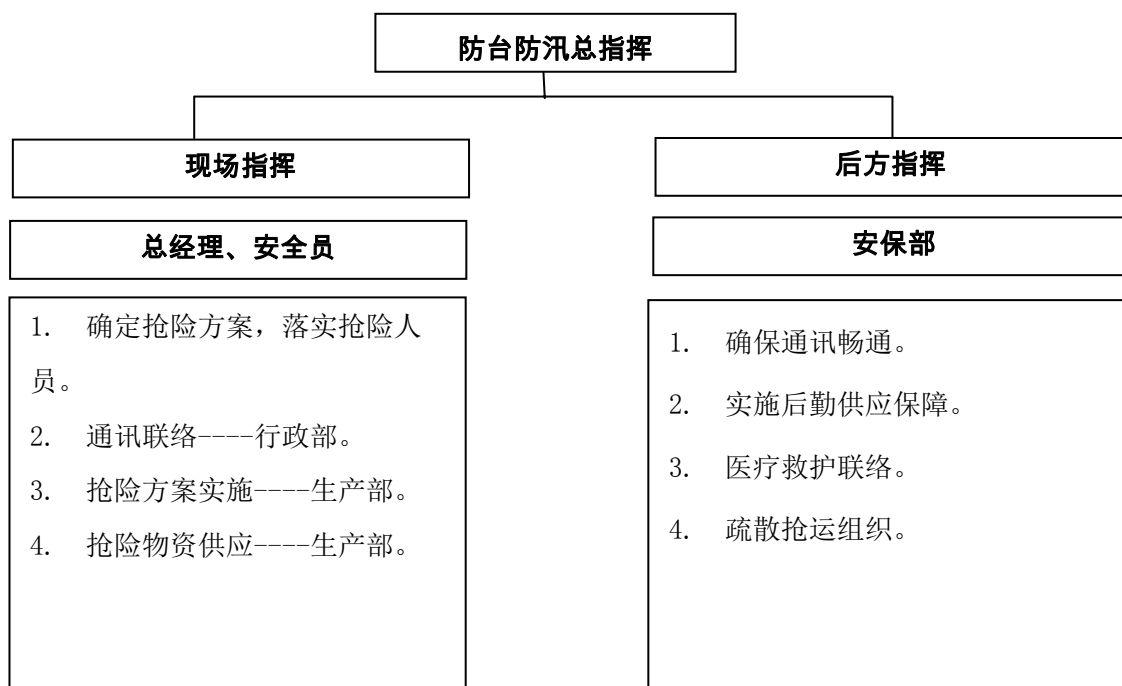 防台防汛总指挥
现场指挥
后方指挥
总经理、安全员
安保部
1. 确定抢险方案，落实抢险人
员。
2. 通讯联络----行政部。
3. 抢险方案实施----生产部。
4. 抢险物资供应----生产部。
1. 确保通讯畅通。
2. 实施后勤供应保障。
3. 医疗救护联络。
4. 疏散抢运组织。